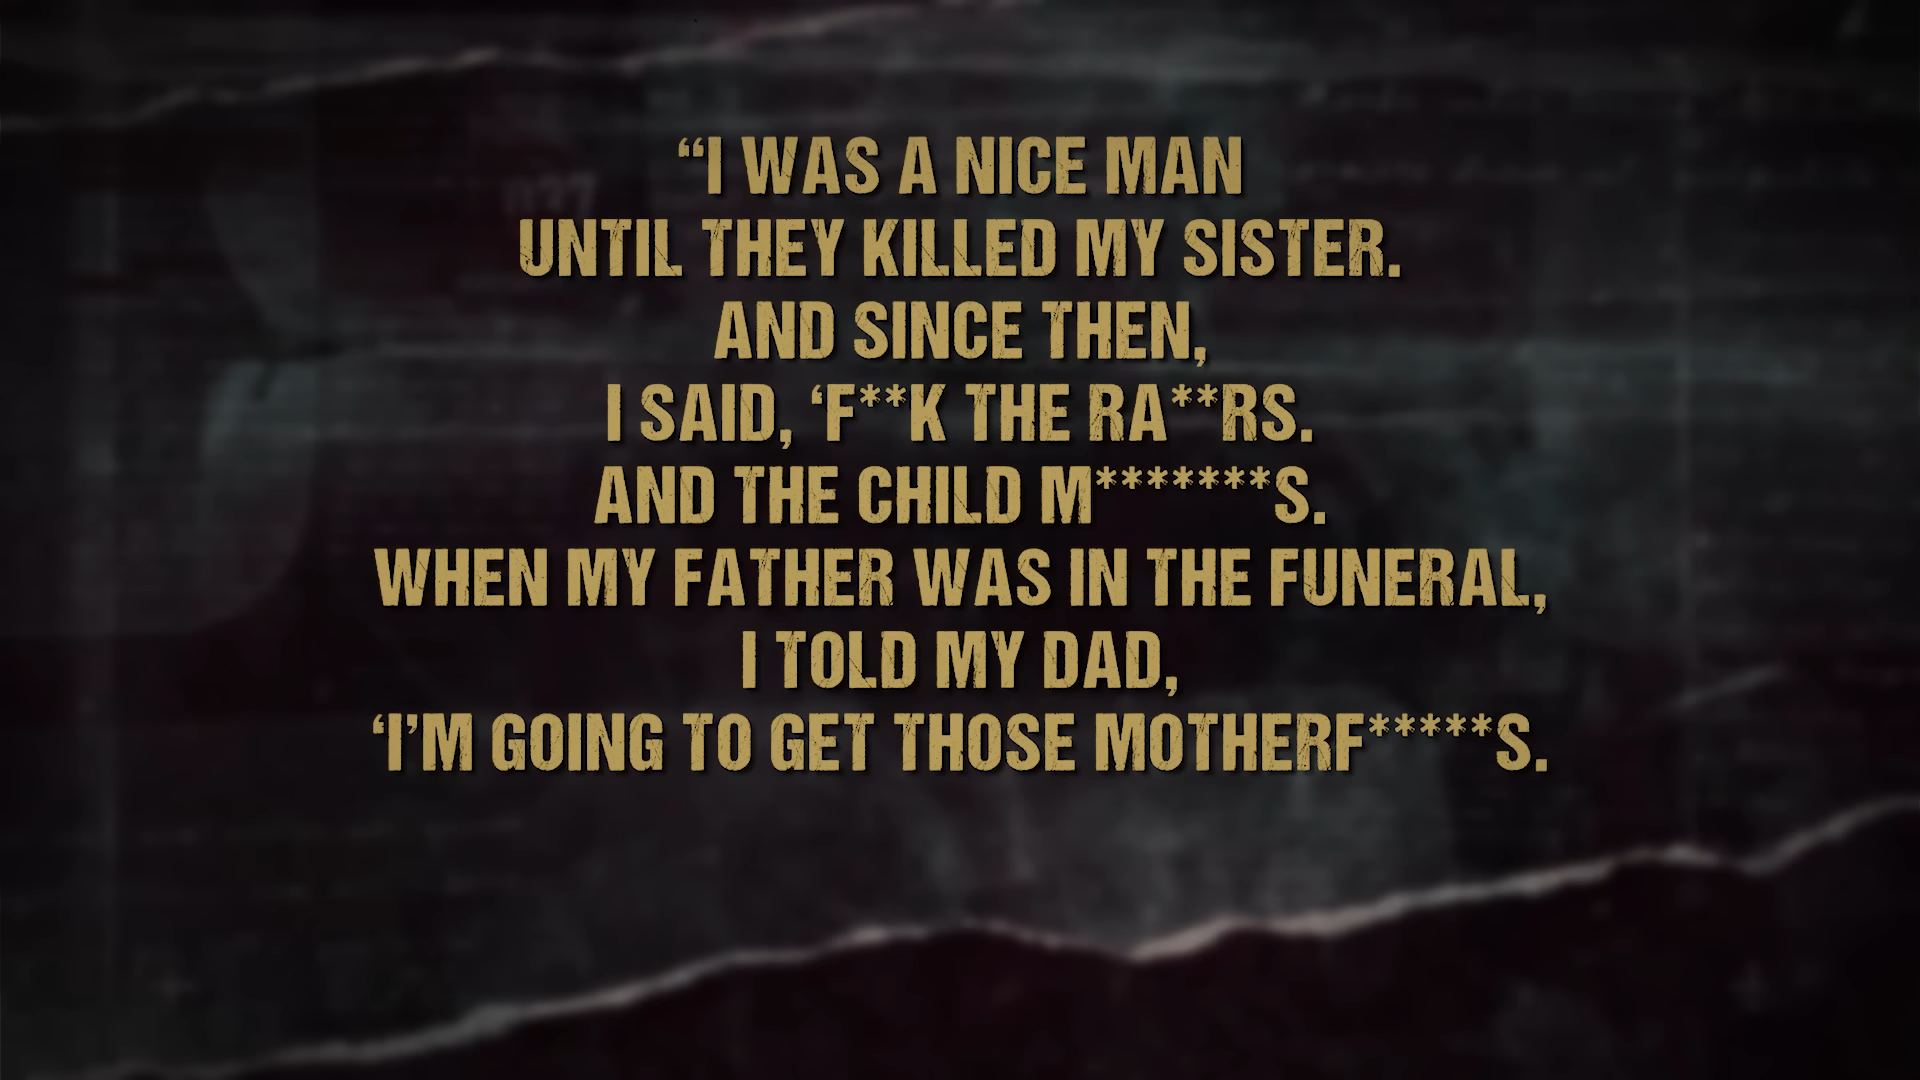 “I WAS A NICE MAN
UNTIL THEY KILLED MY SISTER.
AND SINCE THEN,
I SAID, ‘F**K THE RA**RS.
AND THE CHILD M*******S.
WHEN MY FATHER WAS IN THE FUNERAL,
I TOLD MY DAD,
‘I’M GOING TO GET THOSE MOTHERF*****S.